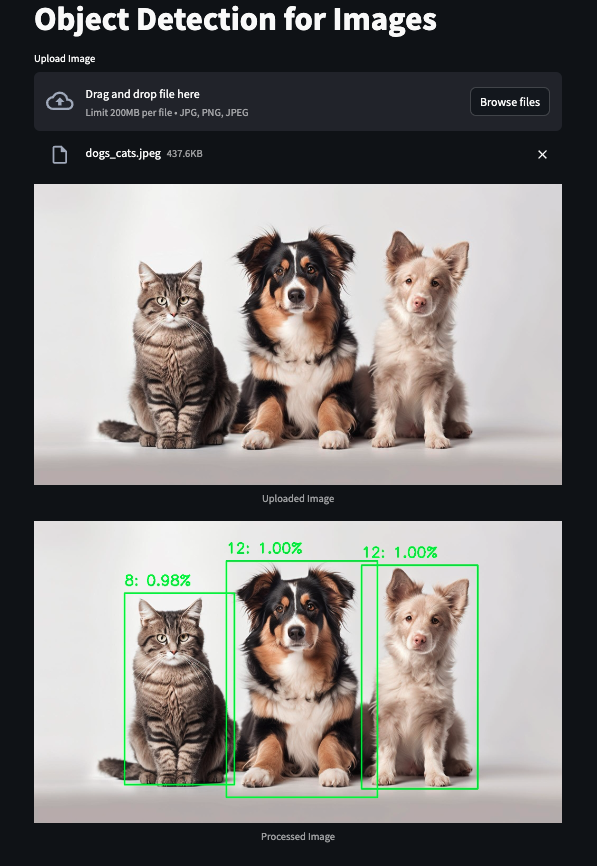 Object Detection for Images
Upload Image
Drag and drop file here
Limit 200MB per file • JPG, PNG, JPEG
Browse files
dogs_cats.jpeg 437.6KB
Uploaded Image
12: 1.00%
12: 1.00%
8: 0.98%
Processed Image